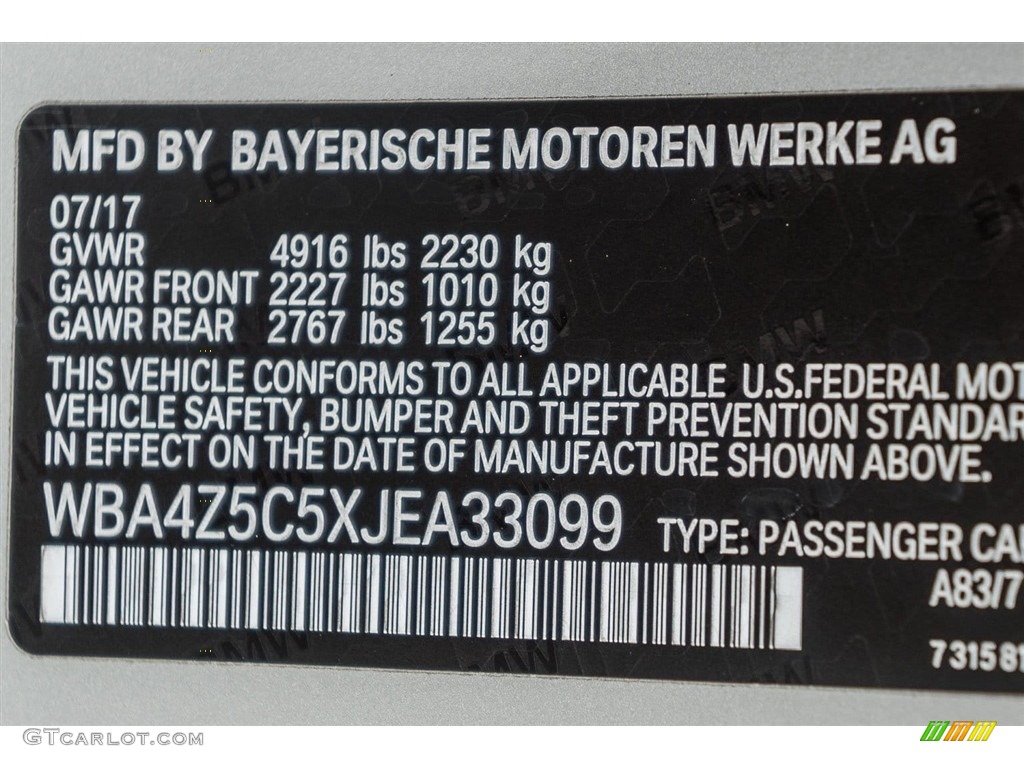 MFD BY BAYERISCHE MOTOREN WERKE AG
07/17
GVWR 4916 lbs 2230 kg
GAWR FRONT 2227 lbs 1010 kg
GAWR REAR 2767 lbs 1255 kg
THIS VEHICLE CONFORMS TO ALL APPLICABLE U.S.FEDERAL MOT
VEHICLE SAFETY, BUMPER AND THEFT PREVENTION STANDAR
IN EFFECT ON THE DATE OF MANUFACTURE SHOWN ABOVE.
WBA4Z5C5XJEA33099 TYPE: PASSENGER CA
A83/7
7 315 81
GTCARLOT.COM